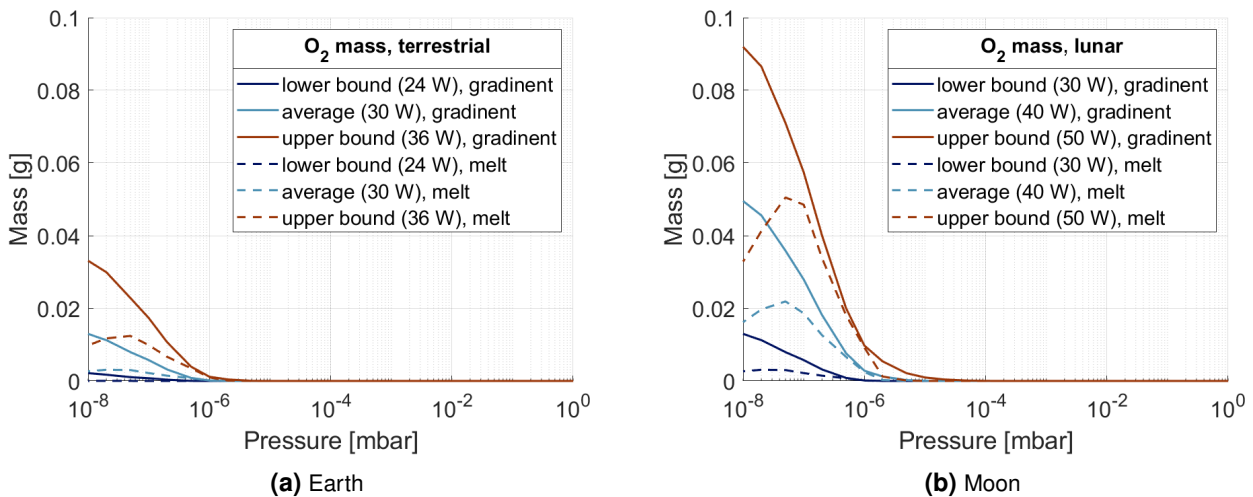 0.1
0.08
0.06
0.04
0.02
0
Mass [g]
O₂ mass, terrestrial
lower bound (24 W), gradinent
average (30 W), gradinent
upper bound (36 W), gradinent
lower bound (24 W), melt
average (30 W), melt
upper bound (36 W), melt
10⁻⁸ 10⁻⁶ 10⁻⁴ 10⁻² 10⁰
Pressure [mbar]
(a) Earth
0.1
0.08
0.06
0.04
0.02
0
Mass [g]
O₂ mass, lunar
lower bound (30 W), gradinent
average (40 W), gradinent
upper bound (50 W), gradinent
lower bound (30 W), melt
average (40 W), melt
upper bound (50 W), melt
10⁻⁸ 10⁻⁶ 10⁻⁴ 10⁻² 10⁰
Pressure [mbar]
(b) Moon